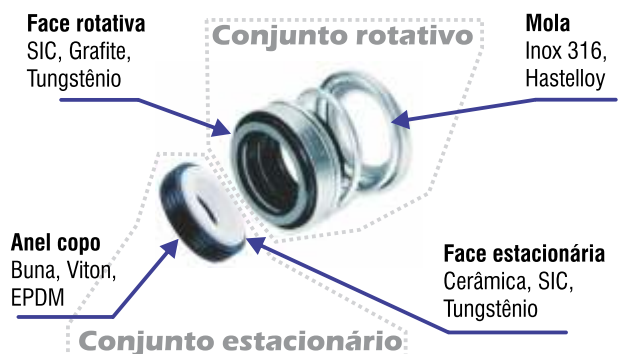 Face rotativa
SIC, Grafite,
Tungstênio
Conjunto rotativo
Mola
Inox 316,
Hastelloy
Anel copo
Buna, Viton,
EPDM
Face estacionária
Cerâmica, SIC,
Tungstênio
Conjunto estacionário